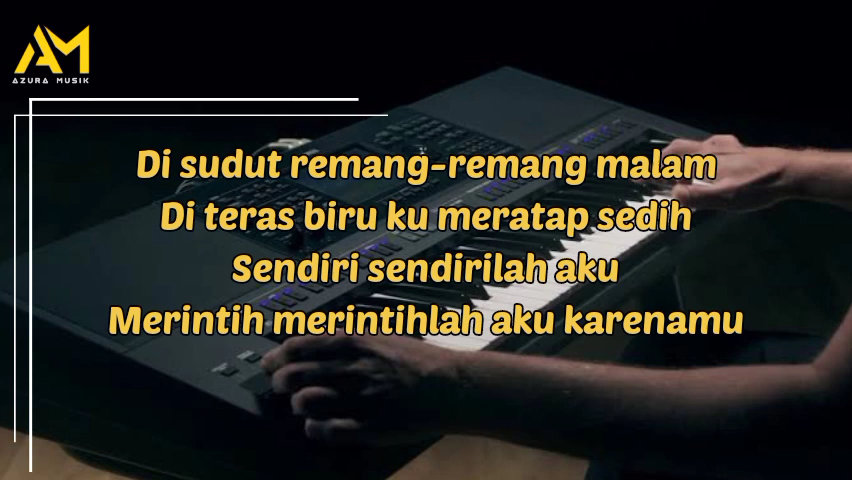 AM
AZURA MUSIK
Di sudut remang-remang malam
Di teras biru ku meratap sedih
Sendiri sendirilah aku
Merintih merintihlah aku karenamu